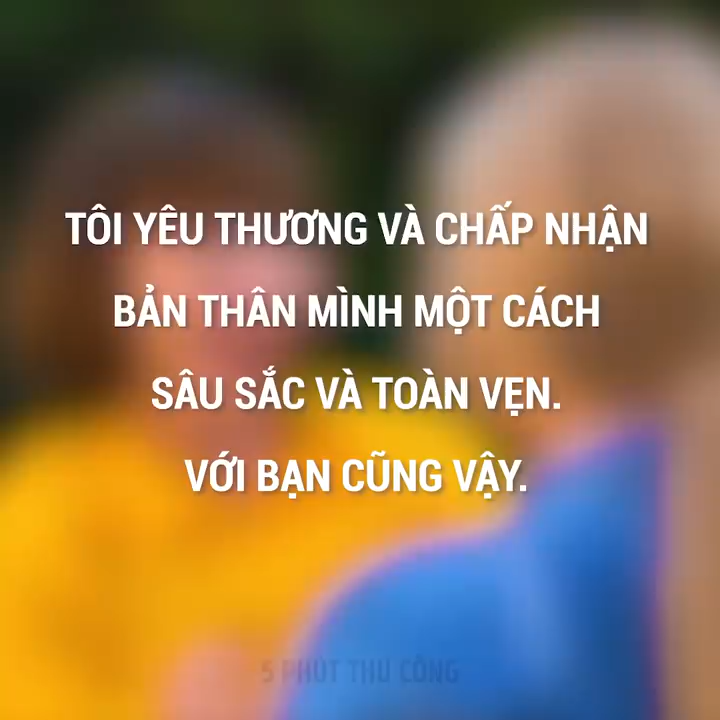 TÔI YÊU THƯƠNG VÀ CHẤP NHẬN
BẢN THÂN MÌNH MỘT CÁCH
SÂU SẮC VÀ TOÀN VẸN.
VỚI BẠN CŨNG VẬY.
5 PHÚT THỦ CÔNG